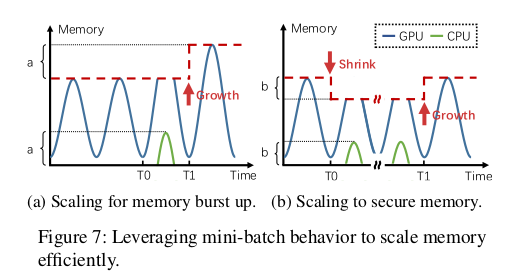 Memory
a
a
Growth
T0
T1
Time
(a) Scaling for memory burst up.
Memory
GPU
CPU
Shrink
b
b
Growth
T0
T1
Time
(b) Scaling to secure memory.
Figure 7: Leveraging mini-batch behavior to scale memory
efficiently.